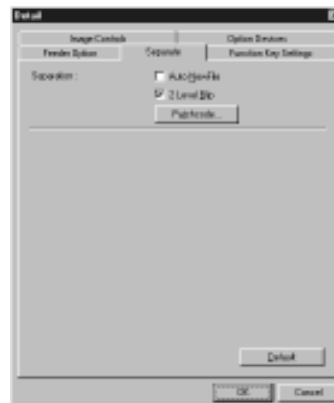 Detail
Image Controls
Option Devices
Feeder Option
Separate
Function Key Settings
Separation :
Auto New File
2 Level Blip
Patchcode...
Default
OK
Cancel